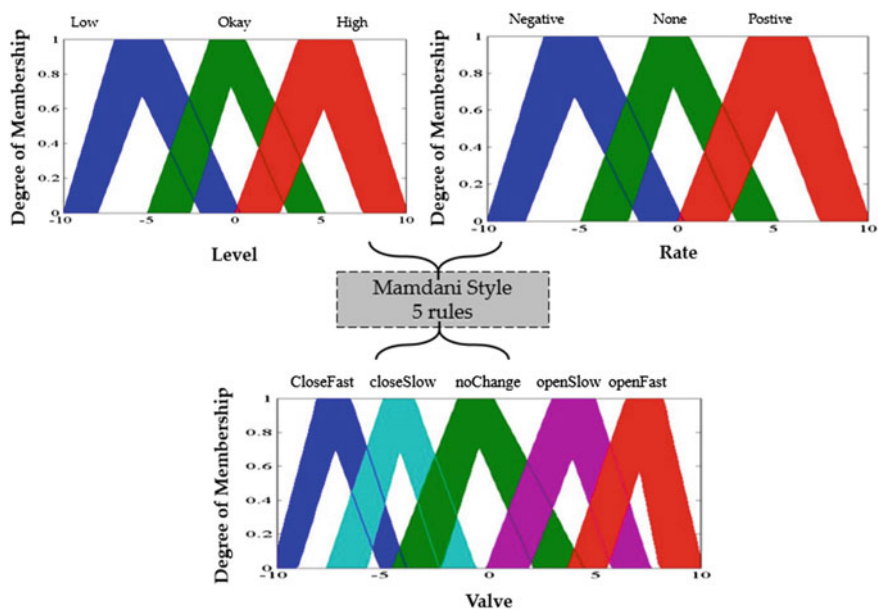 Low Okay High
Negative None Postive
Degree of Membership
1
0.8
0.6
0.4
0.2
0
-10 -5 0 5 10
Level
Degree of Membership
1
0.8
0.6
0.4
0.2
0
-10 -5 0 5 10
Rate
Mamdani Style
5 rules
CloseFast closeSlow noChange openSlow openFast
Degree of Membership
1
0.8
0.6
0.4
0.2
0
-10 -5 0 5 10
Valve